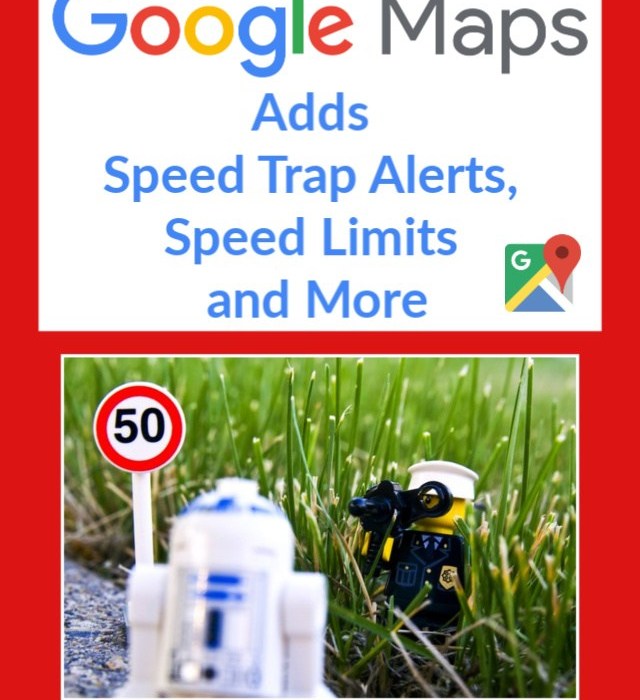 Google Maps
Adds
Speed Trap Alerts,
Speed Limits
and More
G
50